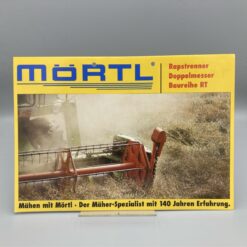 MÖRTL
Rapstrenner
Doppelmesser
Baureihe RT
Mähen mit Mörtl - Der Mäher-Spezialist mit 140 Jahren Erfahrung.